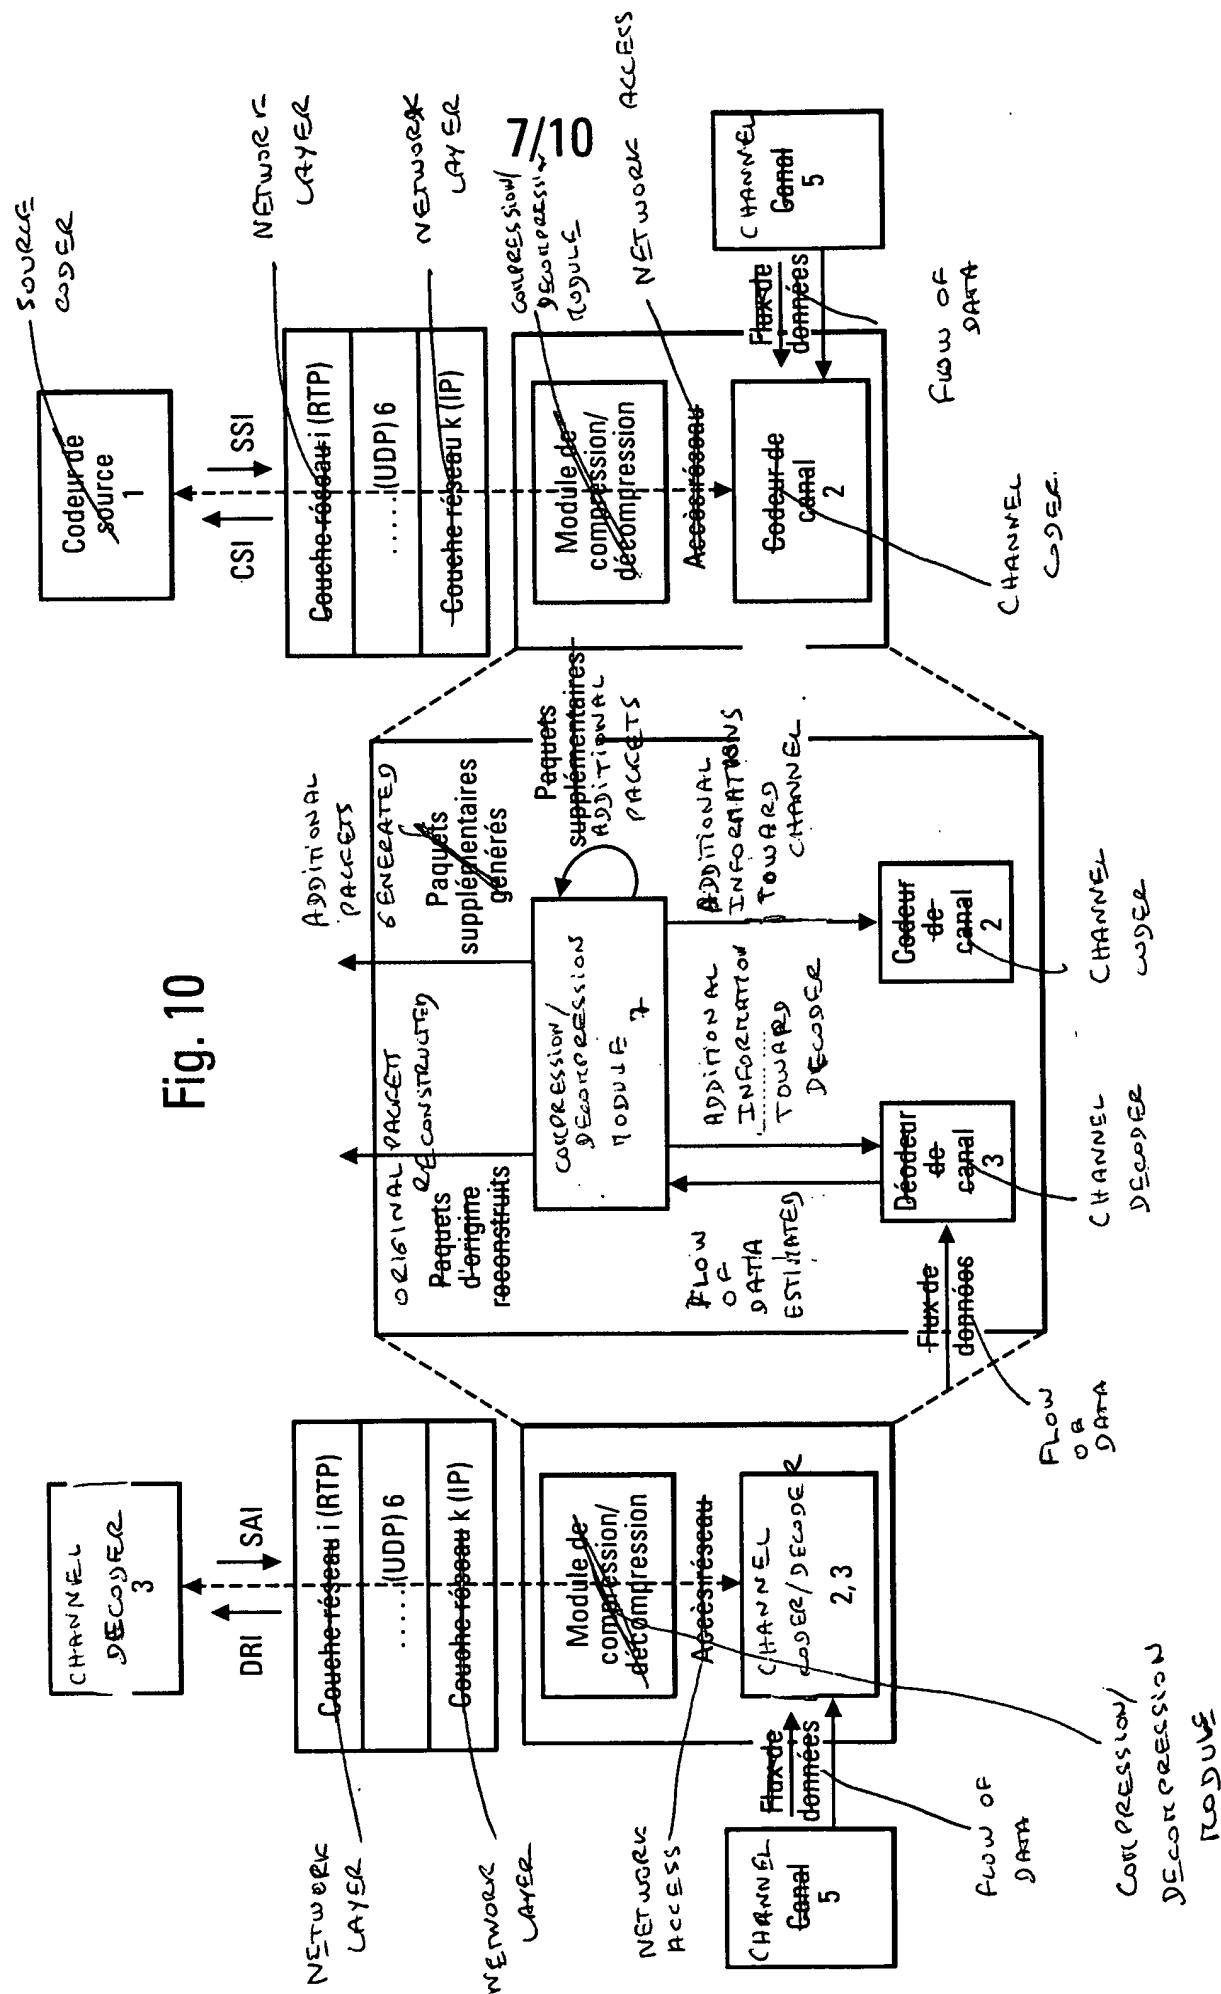 7/10
Fig. 10
CHANNEL
DECODER
3
DRI
SAI
Couche réseau i (RTP)
.....(UDP) 6
Couche réseau k (IP)
NETWORK
LAYER
NETWORK
LAYER
Module de
compression/
décompression
Accès réseau
NETWORK
ACCESS
CHANNEL
CODER/DECODER
2,3
CHANNEL
Canal
5
Flux de
données
FLOW OF
DATA
COMPRESSION/
DECOMPRESSION
MODULE
ORIGINAL PACKETS
RECONSTRUCTED
Paquets
d'origine
reconstruits
ADDITIONAL
PACKETS
GENERATED
Paquets
supplémentaires
générés
Paquets
supplémentaires
ADDITIONAL
PACKETS
COMPRESSION/
DECOMPRESSION
MODULE 7
FLOW
OF
DATA
ESTIMATED
ADDITIONAL
INFORMATION
TOWARD
DECODER
ADDITIONAL
INFORMATIONS
TOWARD
CHANNEL
Déodeur
de
canal
3
CHANNEL
DECODER
Codeur
de
canal
2
CHANNEL
CODER
Flux de
données
FLOW
OF
DATA
SOURCE
CODER
Codeur de
source
1
CSI
SSI
Couche réseau i (RTP)
.....(UDP) 6
Couche réseau k (IP)
NETWORK
LAYER
NETWORK
LAYER
COMPRESSION/
DECOMPRESSION
MODULE
Module de
compression/
décompression
Accès réseau
NETWORK ACCESS
Codeur de
canal
2
CHANNEL
CODER
CHANNEL
Canal
5
Flux de
données
FLOW OF
DATA